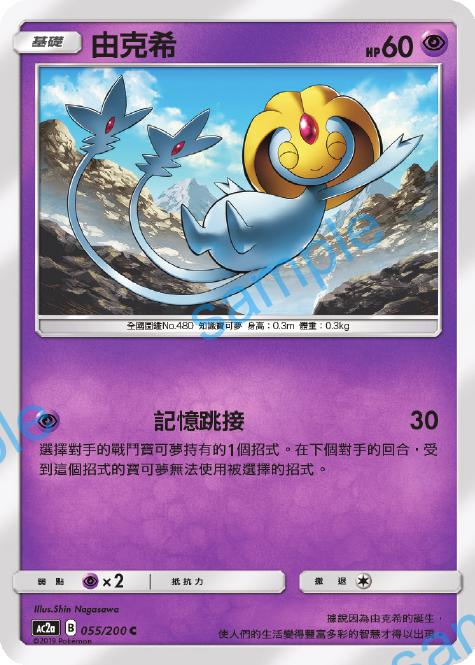 基礎 由克希 HP60
全國圖鑑No.480 知識寶可夢 身高：0.3m 體重：0.3kg
記憶跳接 30
選擇對手的戰鬥寶可夢持有的1個招式。在下個對手的回合，受
到這個招式的寶可夢無法使用被選擇的招式。
弱點 ×2 抵抗力 撤退
Illus.Shin Nagasawa
AC2a B 055/200 C
©2019 Pokémon
據說因為由克希的誕生，
使人們的生活變得豐富多彩的智慧才得以出現。
sample
sample
sample